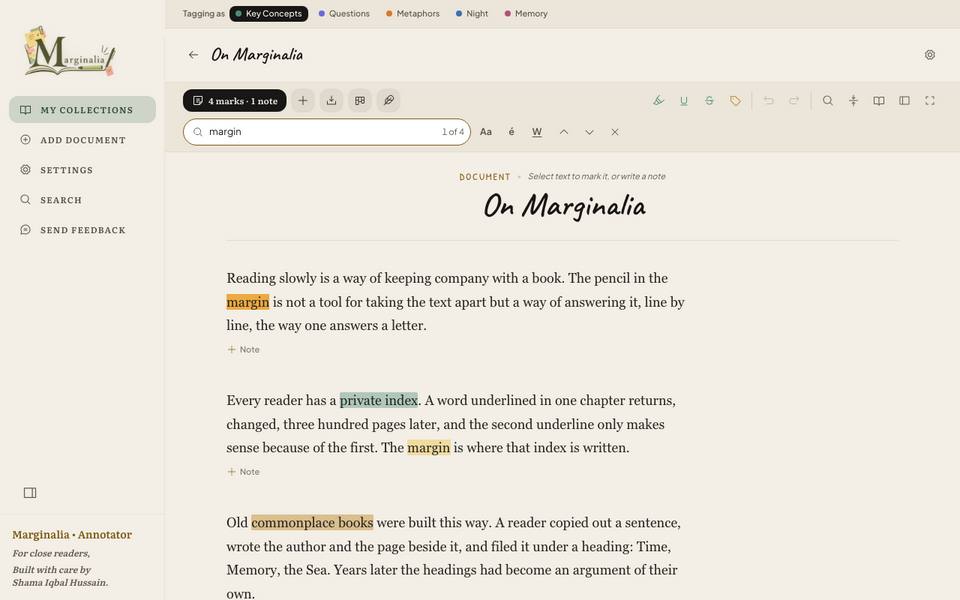 Marginalia
MY COLLECTIONS
ADD DOCUMENT
SETTINGS
SEARCH
SEND FEEDBACK
Marginalia • Annotator
For close readers,
Built with care by
Shama Iqbal Hussain.
Tagging as Key Concepts Questions Metaphors Night Memory
On Marginalia
4 marks · 1 note
margin 1 of 4 Aa é W
DOCUMENT • Select text to mark it, or write a note
On Marginalia
Reading slowly is a way of keeping company with a book. The pencil in the
margin is not a tool for taking the text apart but a way of answering it, line by
line, the way one answers a letter.
+ Note
Every reader has a private index. A word underlined in one chapter returns,
changed, three hundred pages later, and the second underline only makes
sense because of the first. The margin is where that index is written.
+ Note
Old commonplace books were built this way. A reader copied out a sentence,
wrote the author and the page beside it, and filed it under a heading: Time,
Memory, the Sea. Years later the headings had become an argument of their
own.